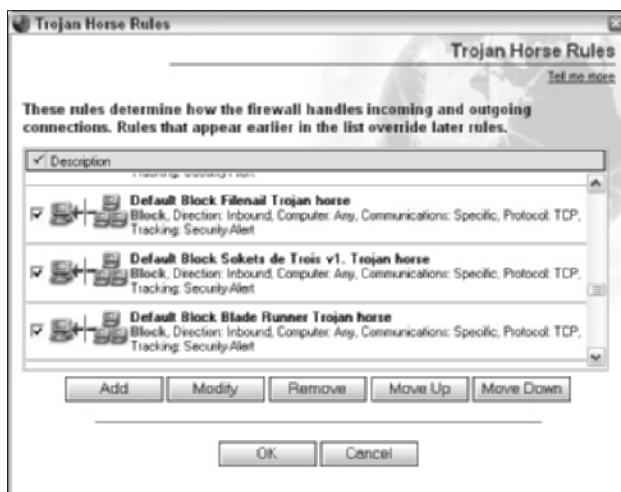 Trojan Horse Rules
Trojan Horse Rules
Tell me more
These rules determine how the firewall handles incoming and outgoing
connections. Rules that appear earlier in the list override later rules.
Description
Tracking: Security Alert
Default Block Filenail Trojan horse
Block, Direction: Inbound, Computer: Any, Communications: Specific, Protocol: TCP,
Tracking: Security Alert
Default Block Sokets de Trois v1. Trojan horse
Block, Direction: Inbound, Computer: Any, Communications: Specific, Protocol: TCP,
Tracking: Security Alert
Default Block Blade Runner Trojan horse
Block, Direction: Inbound, Computer: Any, Communications: Specific, Protocol: TCP,
Tracking: Security Alert
Add Modify Remove Move Up Move Down
OK Cancel